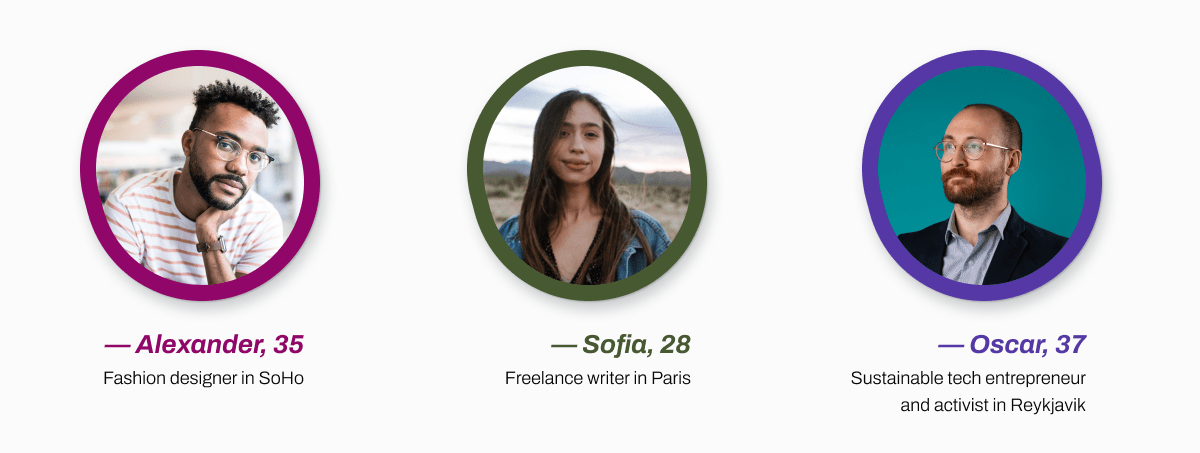 — Alexander, 35
Fashion designer in SoHo
— Sofia, 28
Freelance writer in Paris
— Oscar, 37
Sustainable tech entrepreneur
and activist in Reykjavik